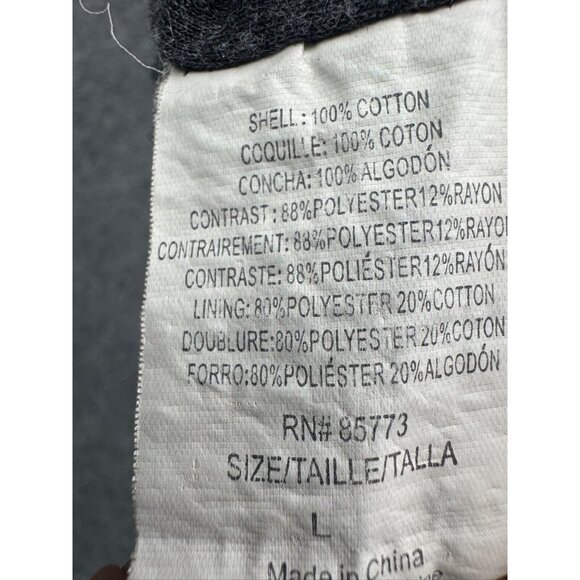 SHELL: 100% COTTON
COQUILLE: 100% COTON
CONCHA: 100% ALGODÓN
CONTRAST: 88%POLYESTER12%RAYON
CONTRAIREMENT: 88%POLYESTER12%RAYO
CONTRASTE: 88%POLIÉSTER12%RAYÓN
LINING: 80%POLYESTER 20%COTTON
DOUBLURE:80%POLYESTER 20%COTON
FORRO:80%POLIÉSTER 20%ALGODÓN
RN# 85773
SIZE/TAILLE/TALLA
L
Made in China